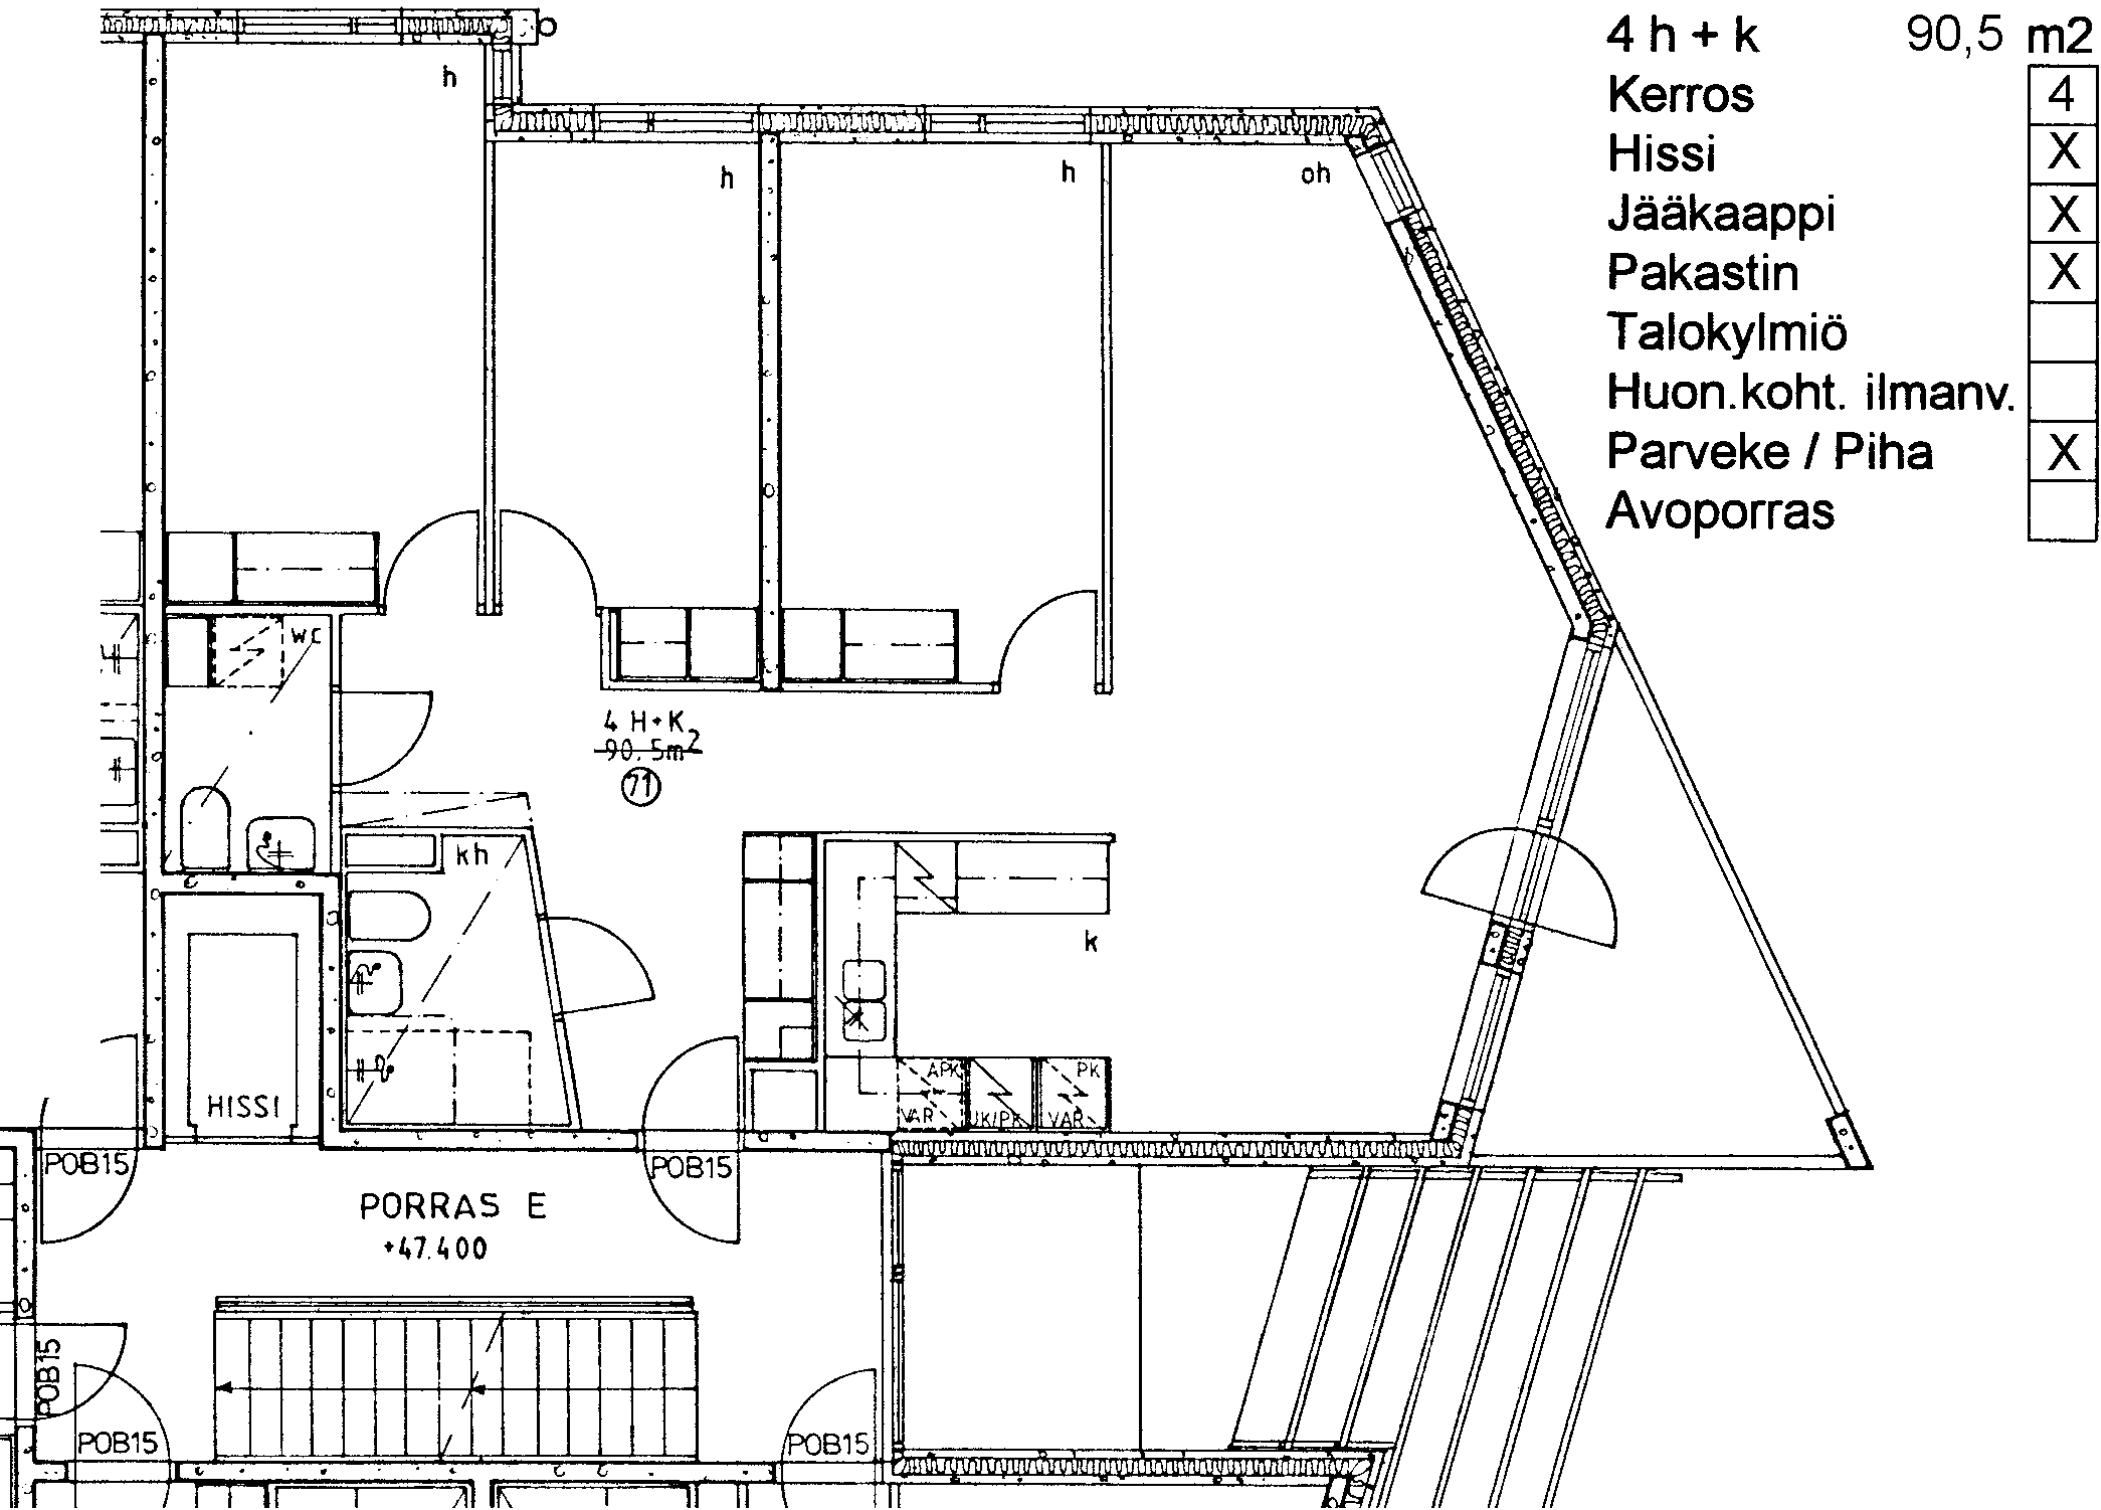 4 h + k 90,5 m2
Kerros 4
Hissi X
Jääkaappi X
Pakastin X
Talokylmiö
Huon.koht. ilmanv.
Parveke / Piha X
Avoporras
h
h
h
oh
WC
4 H+K
90.5m2
71
kh
k
HISSI
APK
PK
VAR
JK/PK
VAR
POB15
POB15
PORRAS E
+47.400
POB15
POB15
POB15